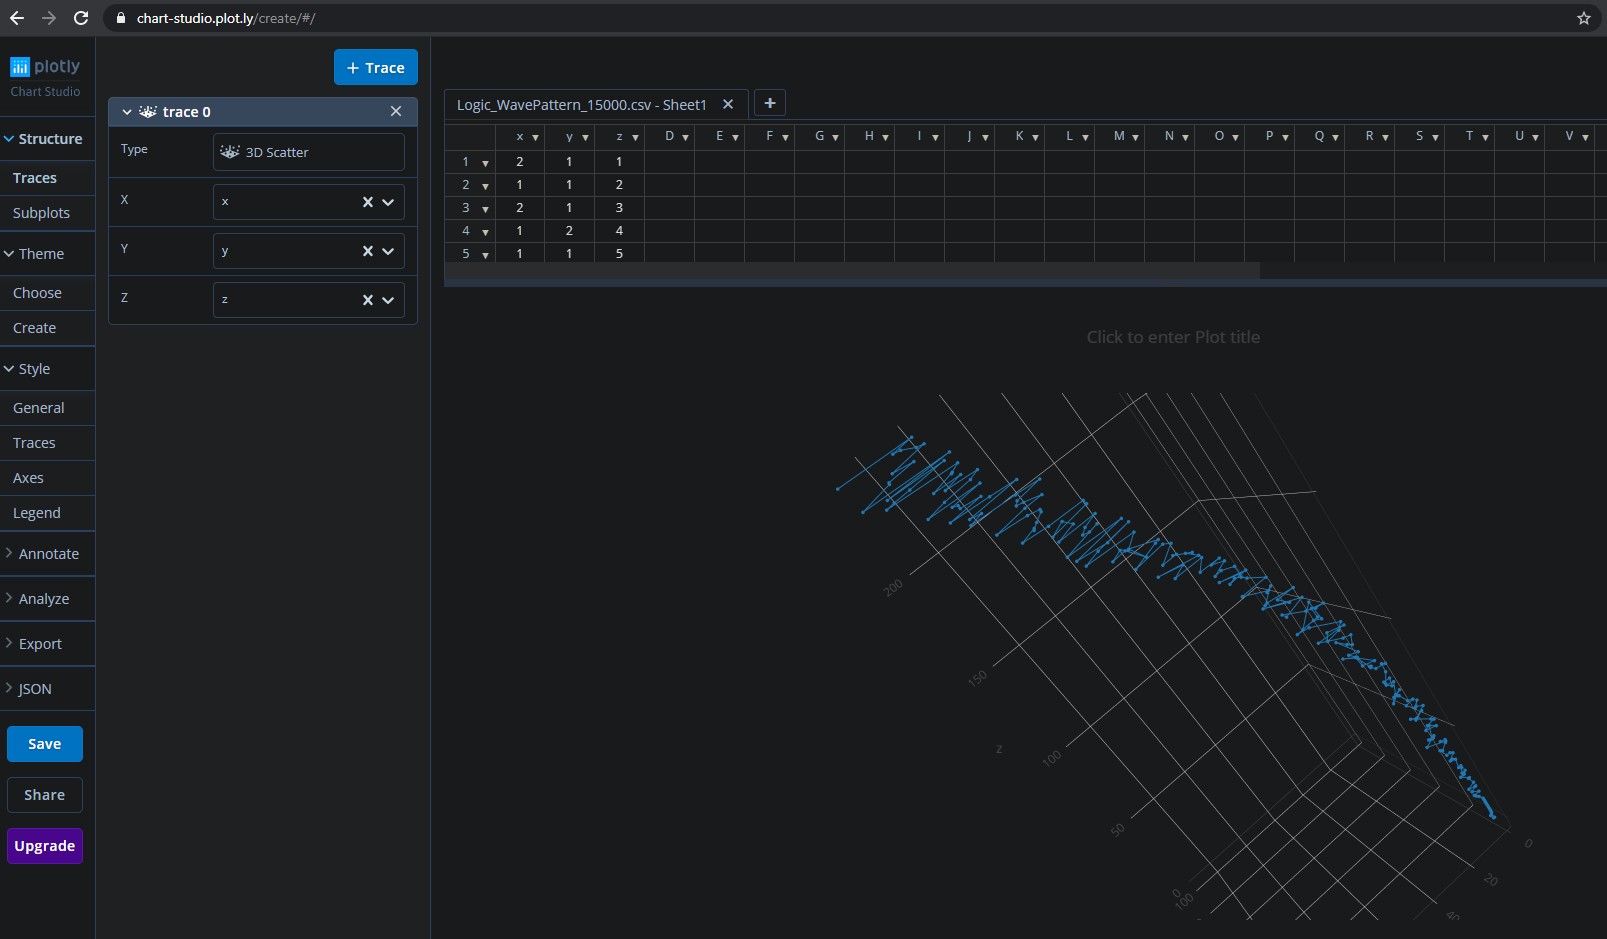 chart-studio.plot.ly/create/#/
plotly
Chart Studio
Structure
Traces
Subplots
Theme
Choose
Create
Style
General
Traces
Axes
Legend
Annotate
Analyze
Export
JSON
Save
Share
Upgrade
+ Trace
trace 0
Type 3D Scatter
X x
Y y
Z z
Logic_WavePattern_15000.csv - Sheet1
x y z D E F G H I J K L M N O P Q R S T U V
1 2 1 1
2 1 1 2
3 2 1 3
4 1 2 4
5 1 1 5
Click to enter Plot title
200
150
z
100
50
0
100
0
20
40